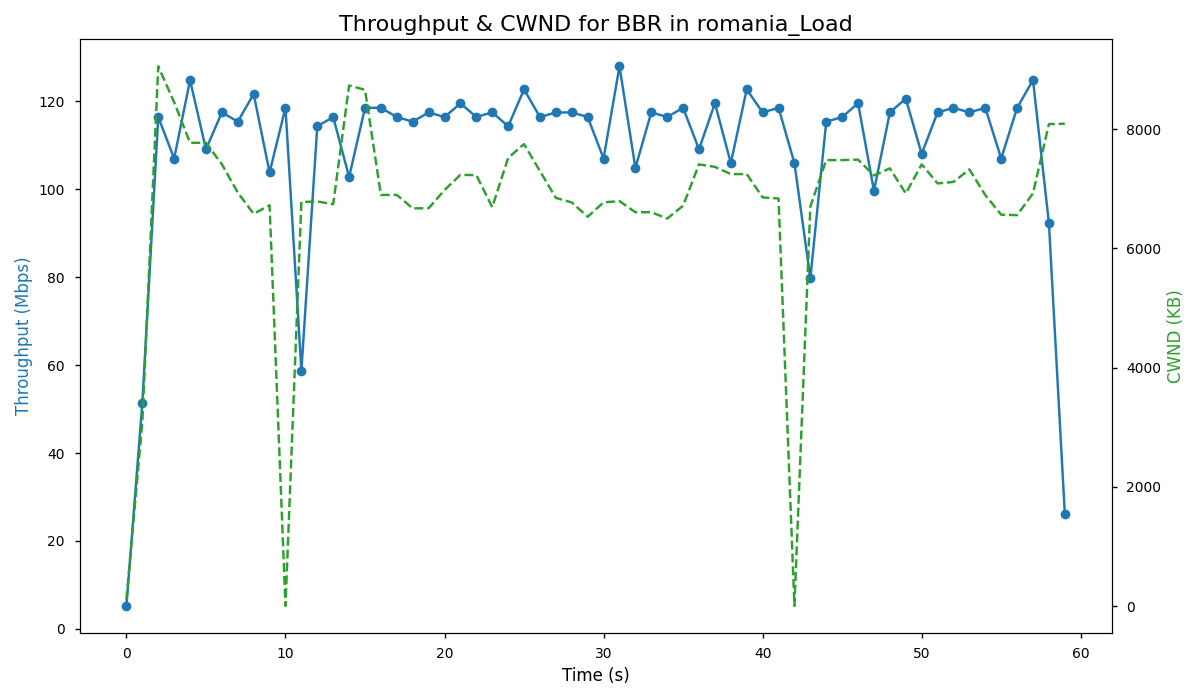 Throughput & CWND for BBR in romania_Load
Throughput (Mbps)
120
100
80
60
40
20
0
8000
6000
4000
2000
0
CWND (KB)
0 10 20 30 40 50 60
Time (s)